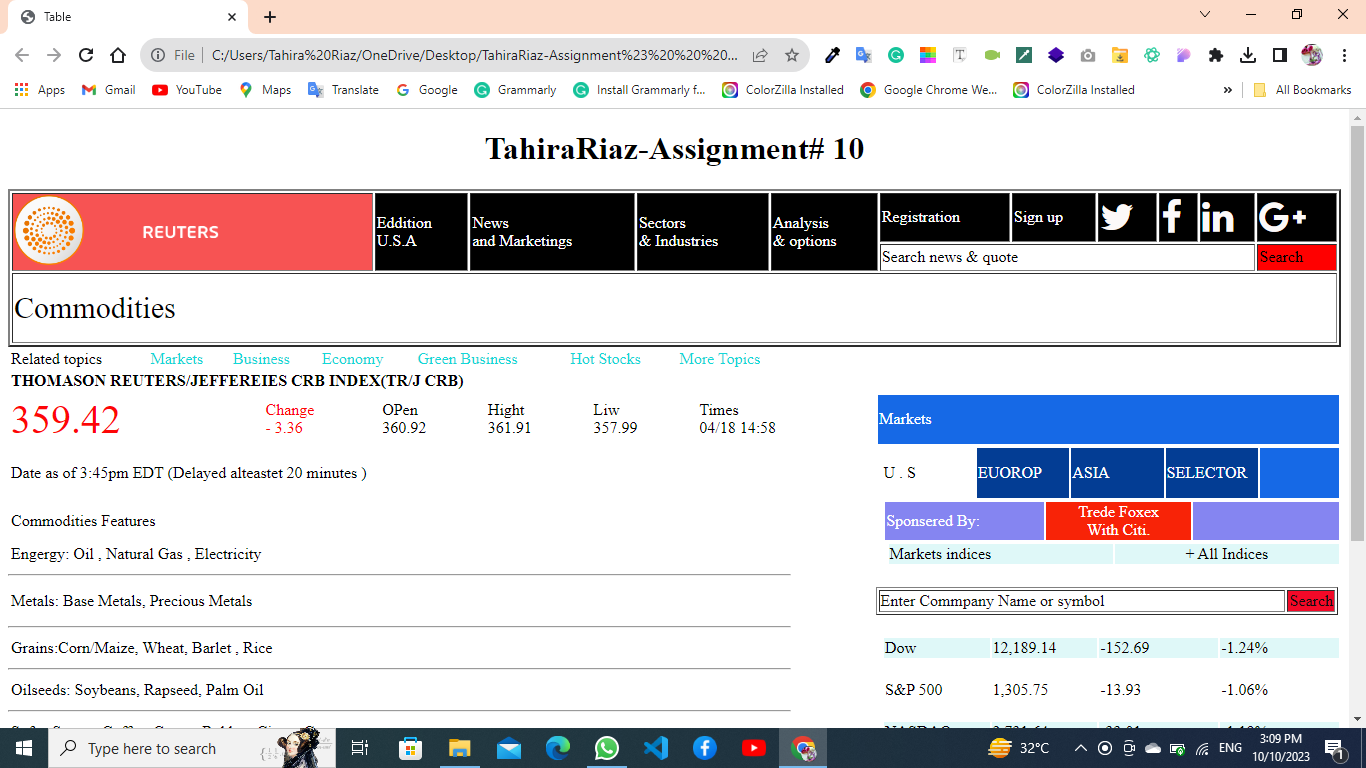 Table
File
C:/Users/Tahira%20Riaz/OneDrive/Desktop/TahiraRiaz-Assignment%23%20%20%20...
Apps Gmail YouTube Maps Translate Google Grammarly Install Grammarly f... ColorZilla Installed Google Chrome We... ColorZilla Installed » All Bookmarks
TahiraRiaz-Assignment# 10
REUTERS
Eddition
U.S.A
News
and Marketings
Sectors
& Industries
Analysis
& options
Registration
Sign up
Search news & quote
Search
Commodities
Related topics Markets Business Economy Green Business Hot Stocks More Topics
THOMASON REUTERS/JEFFEREIES CRB INDEX(TR/J CRB)
359.42
Change
- 3.36
OPen
360.92
Hight
361.91
Liw
357.99
Times
04/18 14:58
Date as of 3:45pm EDT (Delayed alteastet 20 minutes )
Commodities Features
Engergy: Oil , Natural Gas , Electricity
Metals: Base Metals, Precious Metals
Grains:Corn/Maize, Wheat, Barlet , Rice
Oilseeds: Soybeans, Rapseed, Palm Oil
Markets
U . S EUOROP ASIA SELECTOR
Sponsered By:
Trede Foxex
With Citi.
Markets indices + All Indices
Enter Commpany Name or symbol Search
Dow 12,189.14 -152.69 -1.24%
S&P 500 1,305.75 -13.93 -1.06%
Type here to search
32°C
ENG
3:09 PM
10/10/2023
1